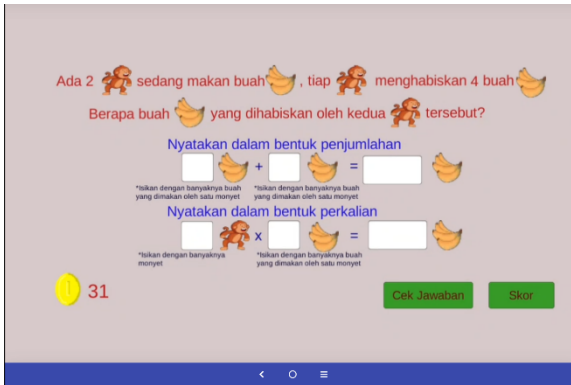 Ada 2 sedang makan buah , tiap menghabiskan 4 buah
Berapa buah yang dihabiskan oleh kedua tersebut?
Nyatakan dalam bentuk penjumlahan
+ =
*Isikan dengan banyaknya buah *Isikan dengan banyaknya buah
yang dimakan oleh satu monyet yang dimakan oleh satu monyet
Nyatakan dalam bentuk perkalian
x =
*Isikan dengan banyaknya *Isikan dengan banyaknya buah
monyet yang dimakan oleh satu monyet
31
Cek Jawaban Skor